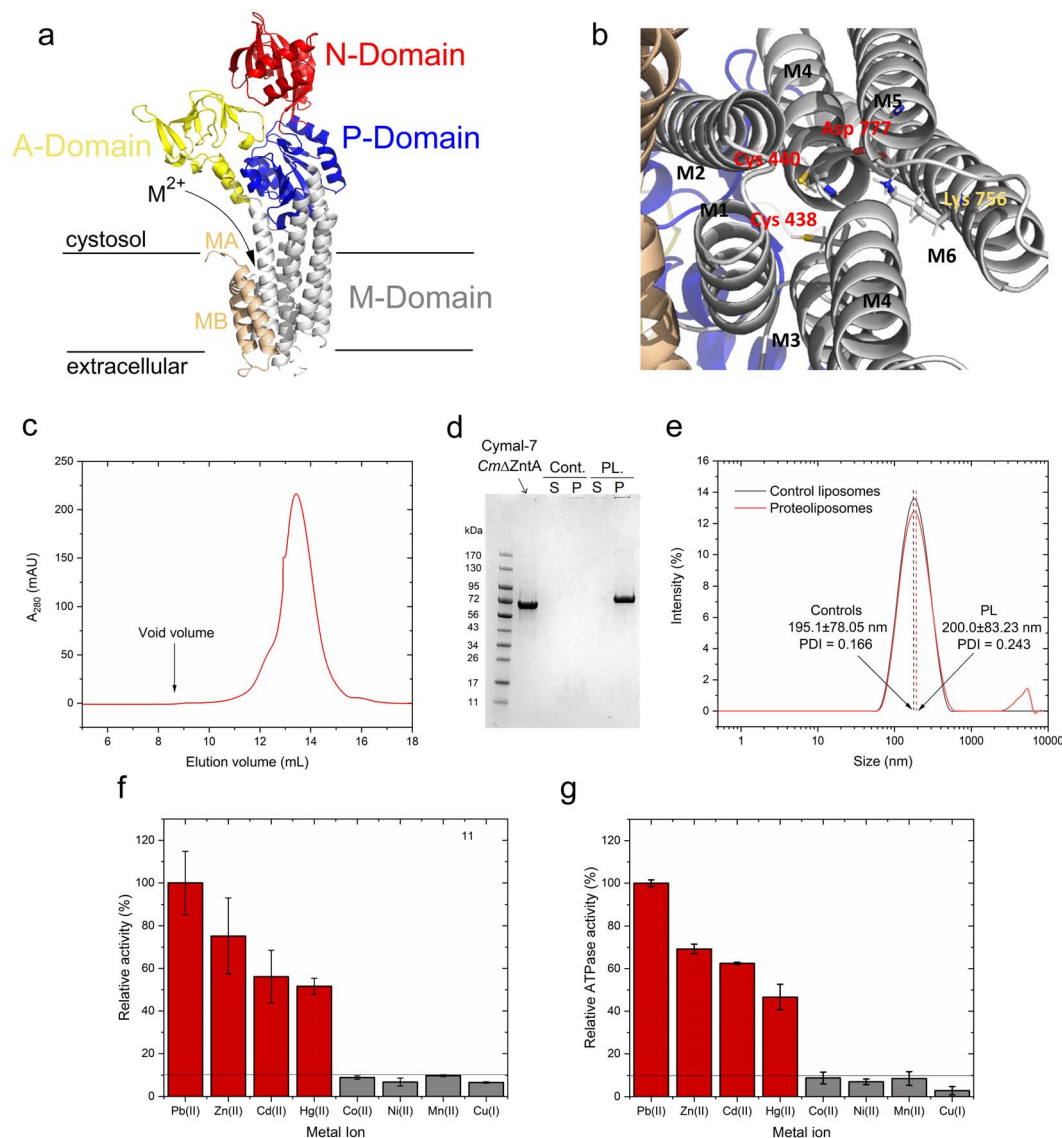 a
N-Domain
A-Domain
P-Domain
M2+
cystosol
MA
M-Domain
MB
extracellular
b
M4
M5
Asp 777
Cys 440
M2
Lys 756
M1
Cys 438
M6
M4
M3
c
250
200
150
100
50
0
A280 (mAU)
Void volume
6 8 10 12 14 16 18
Elution volume (mL)
d
Cymal-7
CmΔZntA
Cont. PL.
S P S P
kDa
170
130
95
72
56
43
34
26
17
11
e
16
14
12
10
8
6
4
2
0
Intensity (%)
Control liposomes
Proteoliposomes
Controls
195.1±78.05 nm
PDI = 0.166
PL
200.0±83.23 nm
PDI = 0.243
1 10 100 1000 10000
Size (nm)
f
11
120
100
80
60
40
20
10
0
Relative activity (%)
Pb(II) Zn(II) Cd(II) Hg(II) Co(II) Ni(II) Mn(II) Cu(I)
Metal Ion
g
120
100
80
60
40
20
10
0
Relative ATPase activity (%)
Pb(II) Zn(II) Cd(II) Hg(II) Co(II) Ni(II) Mn(II) Cu(I)
Metal Ion